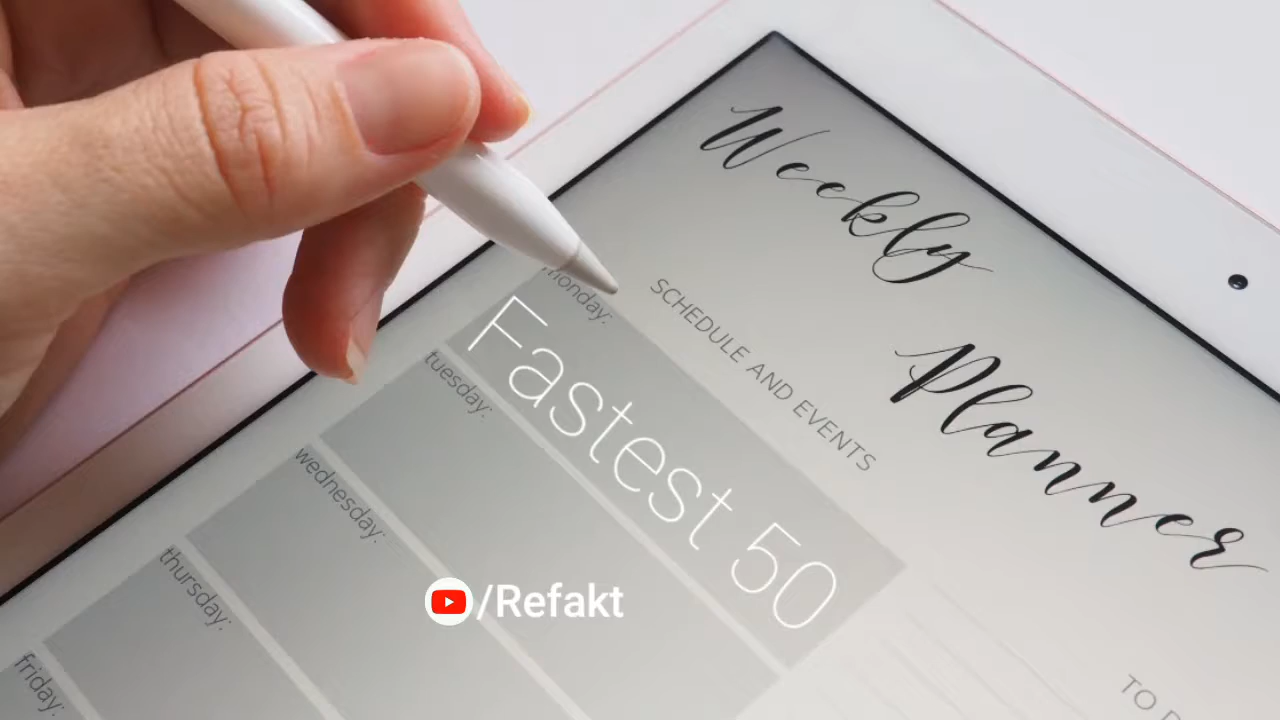 Weekly
Planner
SCHEDULE AND EVENTS
monday:
Fastest 50
tuesday:
wednesday:
thursday:
friday:
/Refakt